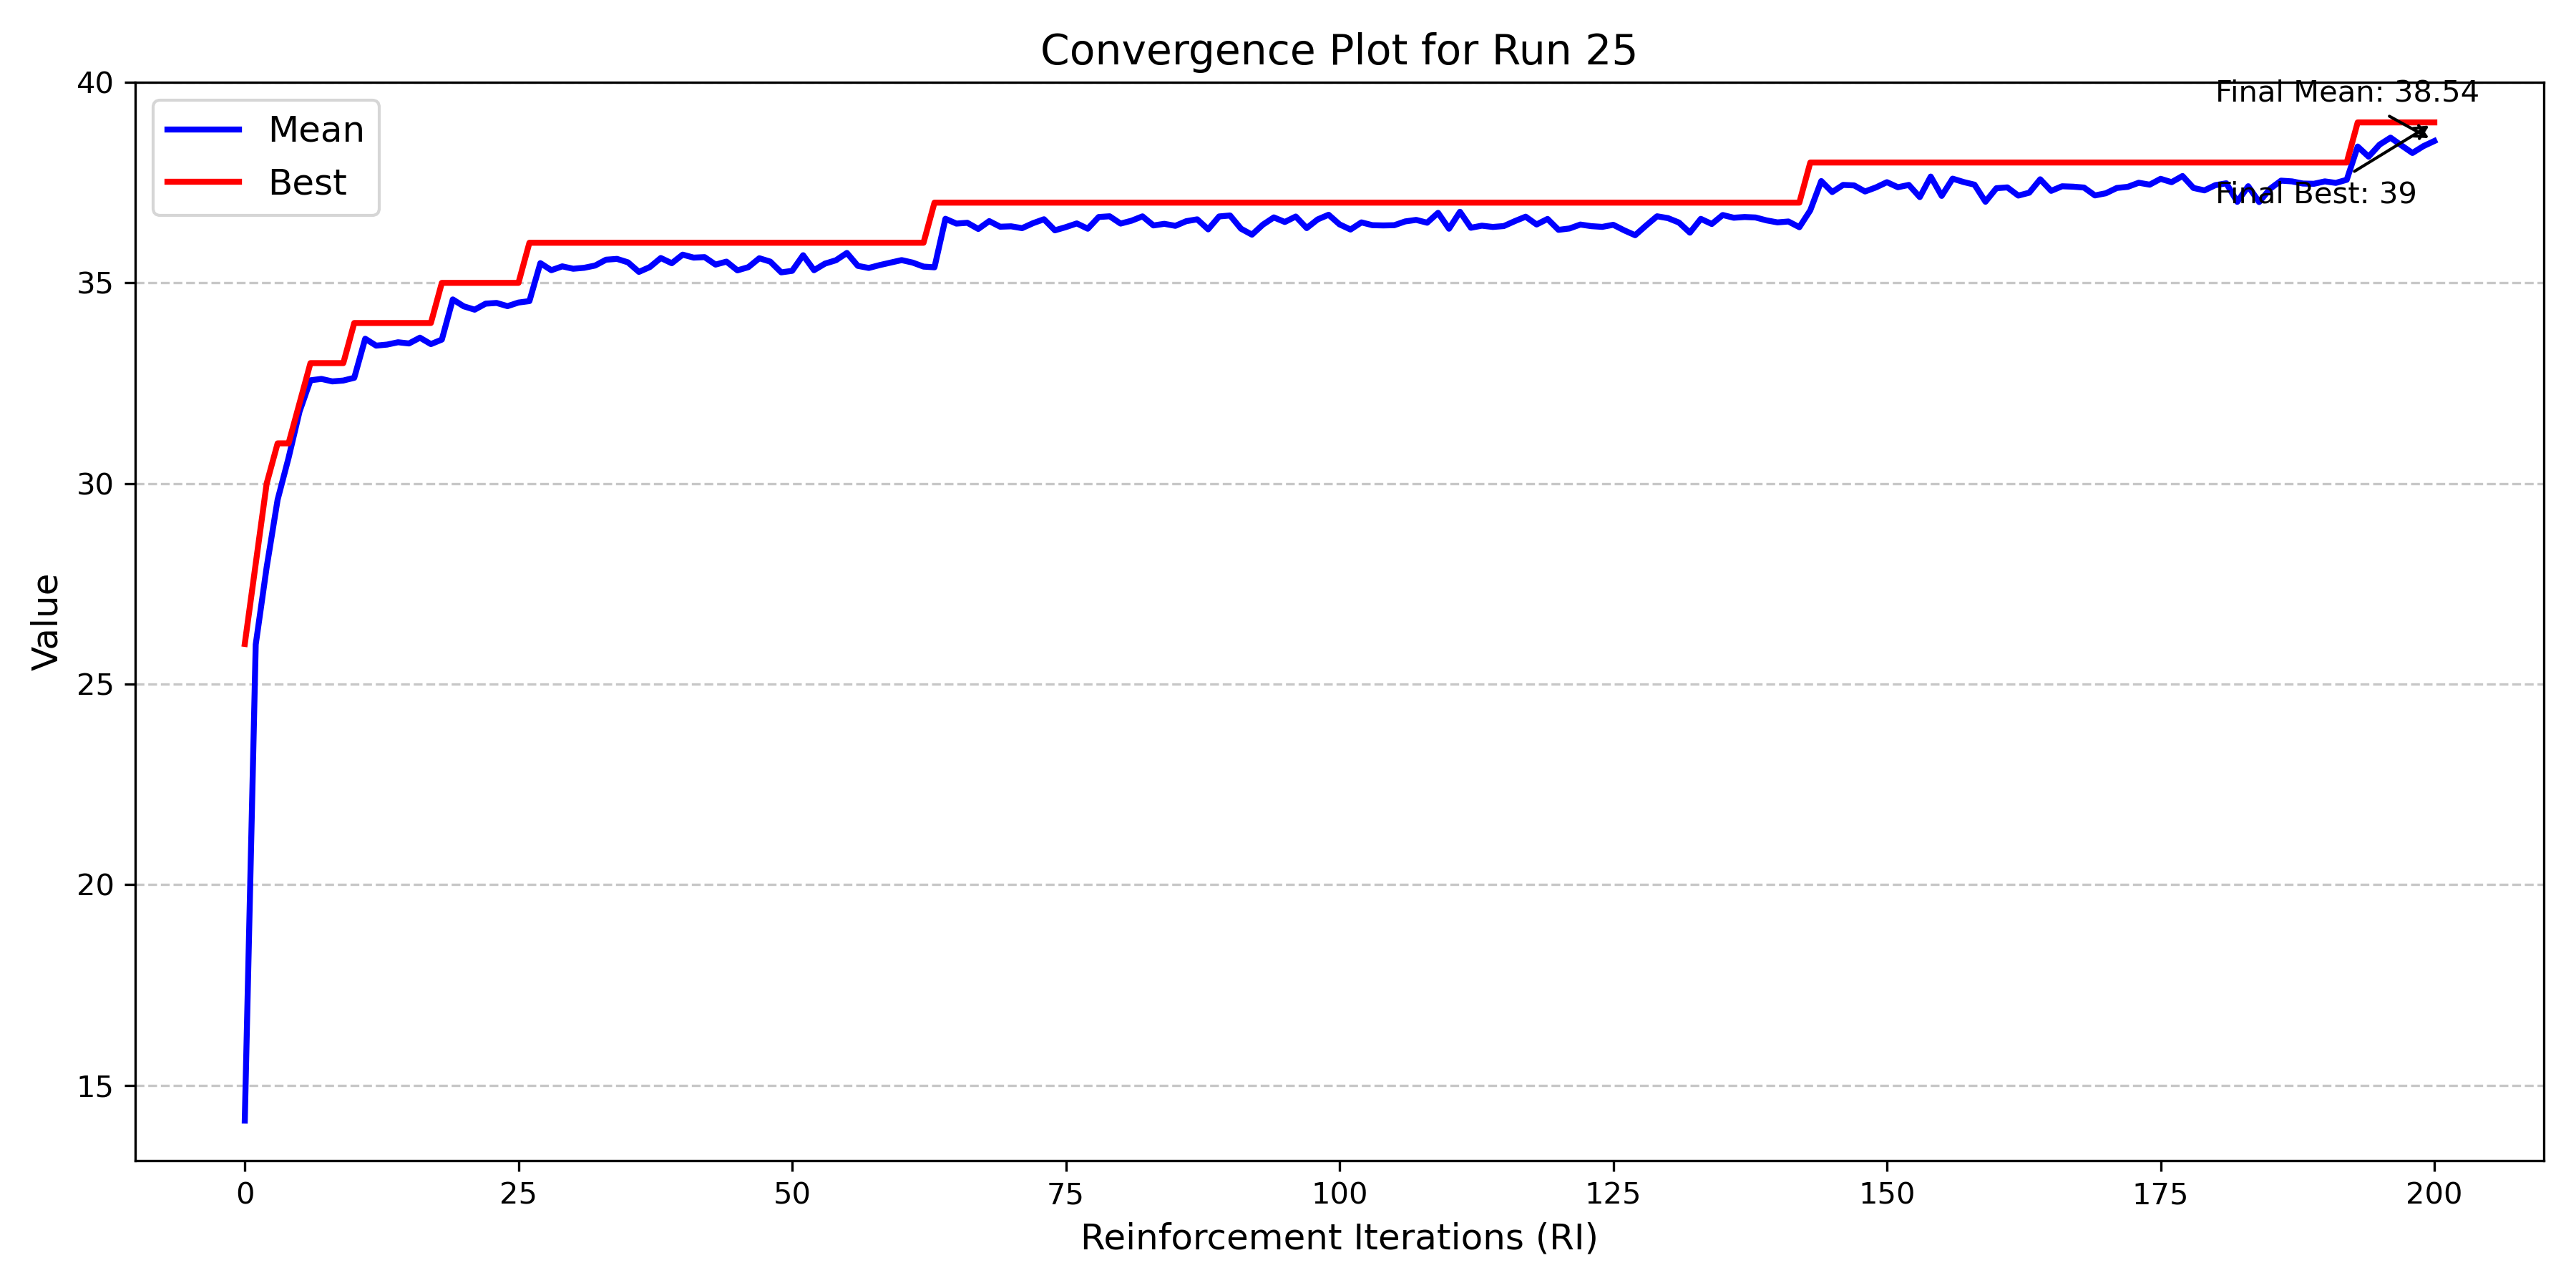 Convergence Plot for Run 25
Mean
Best
Final Mean: 38.54
Final Best: 39
40
35
30
25
20
15
Value
0 25 50 75 100 125 150 175 200
Reinforcement Iterations (RI)